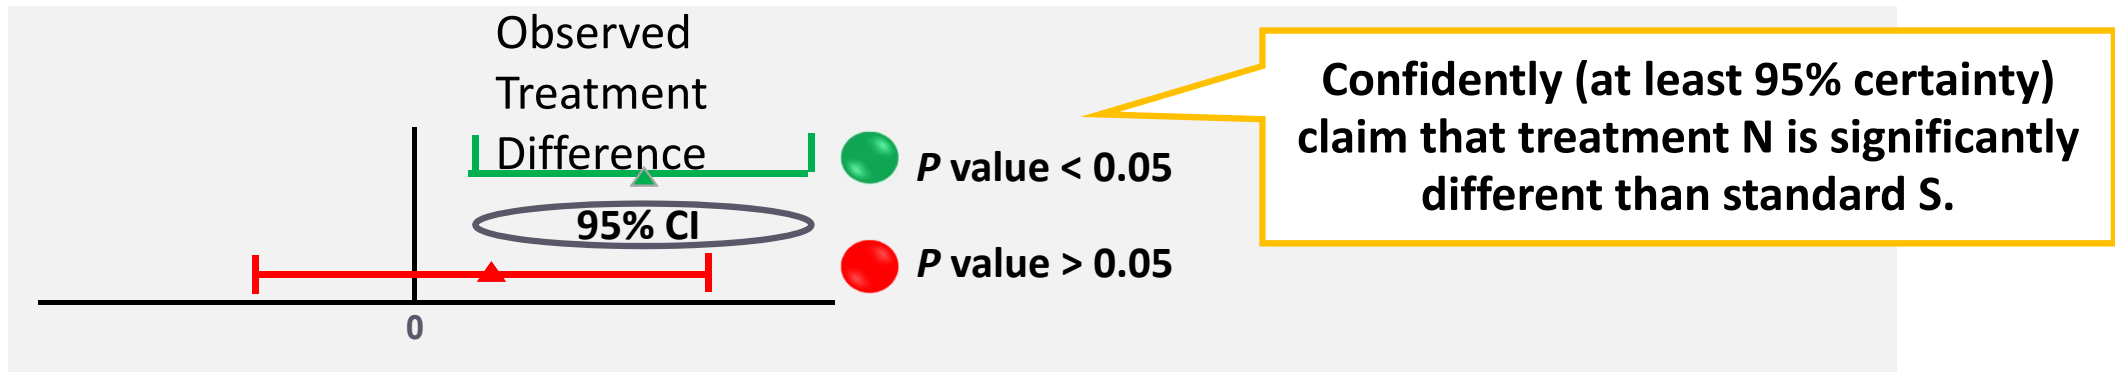 Observed
Treatment
Difference
95% CI
0
P value < 0.05
P value > 0.05
Confidently (at least 95% certainty)
claim that treatment N is significantly
different than standard S.